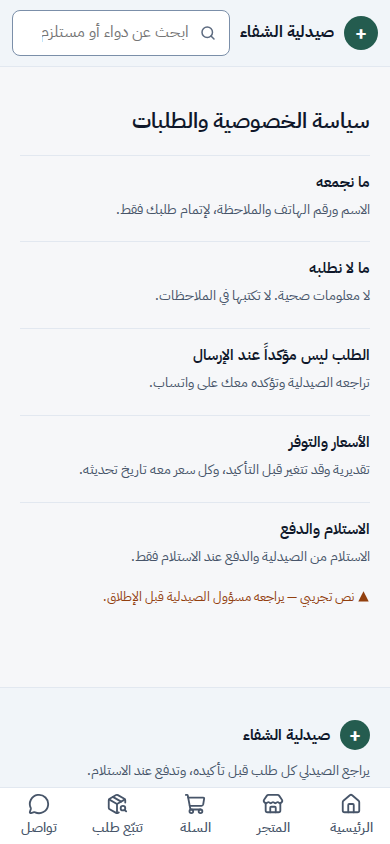 صيدلية الشفاء
ابحث عن دواء أو مستلزم
سياسة الخصوصية والطلبات
ما نجمعه
الاسم ورقم الهاتف والملاحظة، لإتمام طلبك فقط.
ما لا نطلبه
لا معلومات صحية. لا تكتبها في الملاحظات.
الطلب ليس مؤكداً عند الإرسال
تراجعه الصيدلية وتؤكده معك على واتساب.
الأسعار والتوفر
تقديرية وقد تتغير قبل التأكيد، وكل سعر معه تاريخ تحديثه.
الاستلام والدفع
الاستلام من الصيدلية والدفع عند الاستلام فقط.
▲ نص تجريبي — يراجعه مسؤول الصيدلية قبل الإطلاق.
صيدلية الشفاء
يراجع الصيدلي كل طلب قبل تأكيده، وتدفع عند الاستلام.
الرئيسية
المتجر
السلة
تتبّع طلب
تواصل